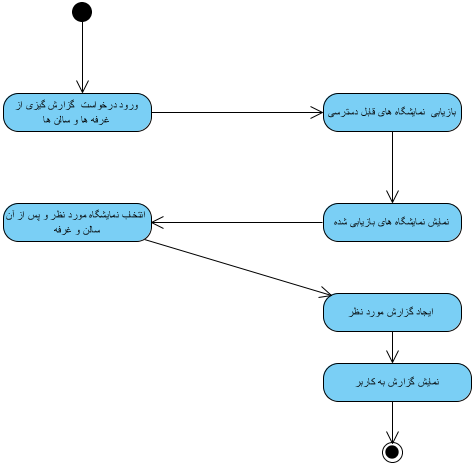 ورود درخواست گزارش گیزی از
غرفه ها و سالن ها
بازیابی نمایشگاه های قابل دسترسی
نمایش نمایشگاه های بازیابی شده
انتخاب نمایشگاه مورد نظر و پس از آن
سالن و غرفه
ایجاد گزارش مورد نظر
نمایش گزارش به کاربر